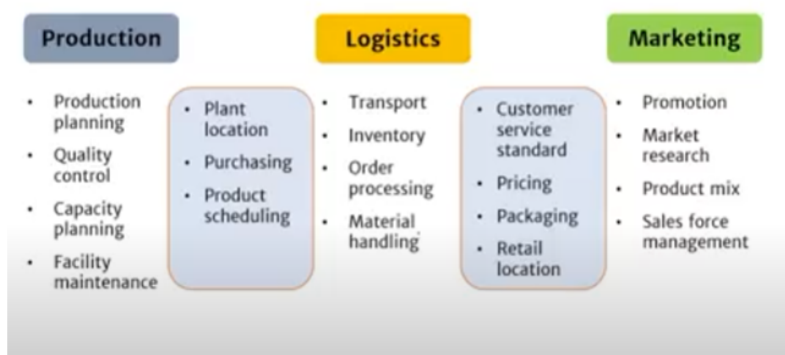 Production
Logistics
Marketing
• Production
planning
• Quality
control
• Capacity
planning
• Facility
maintenance
• Plant
location
• Purchasing
• Product
scheduling
• Transport
• Inventory
• Order
processing
• Material
handling
• Customer
service
standard
• Pricing
• Packaging
• Retail
location
• Promotion
• Market
research
• Product mix
• Sales force
management